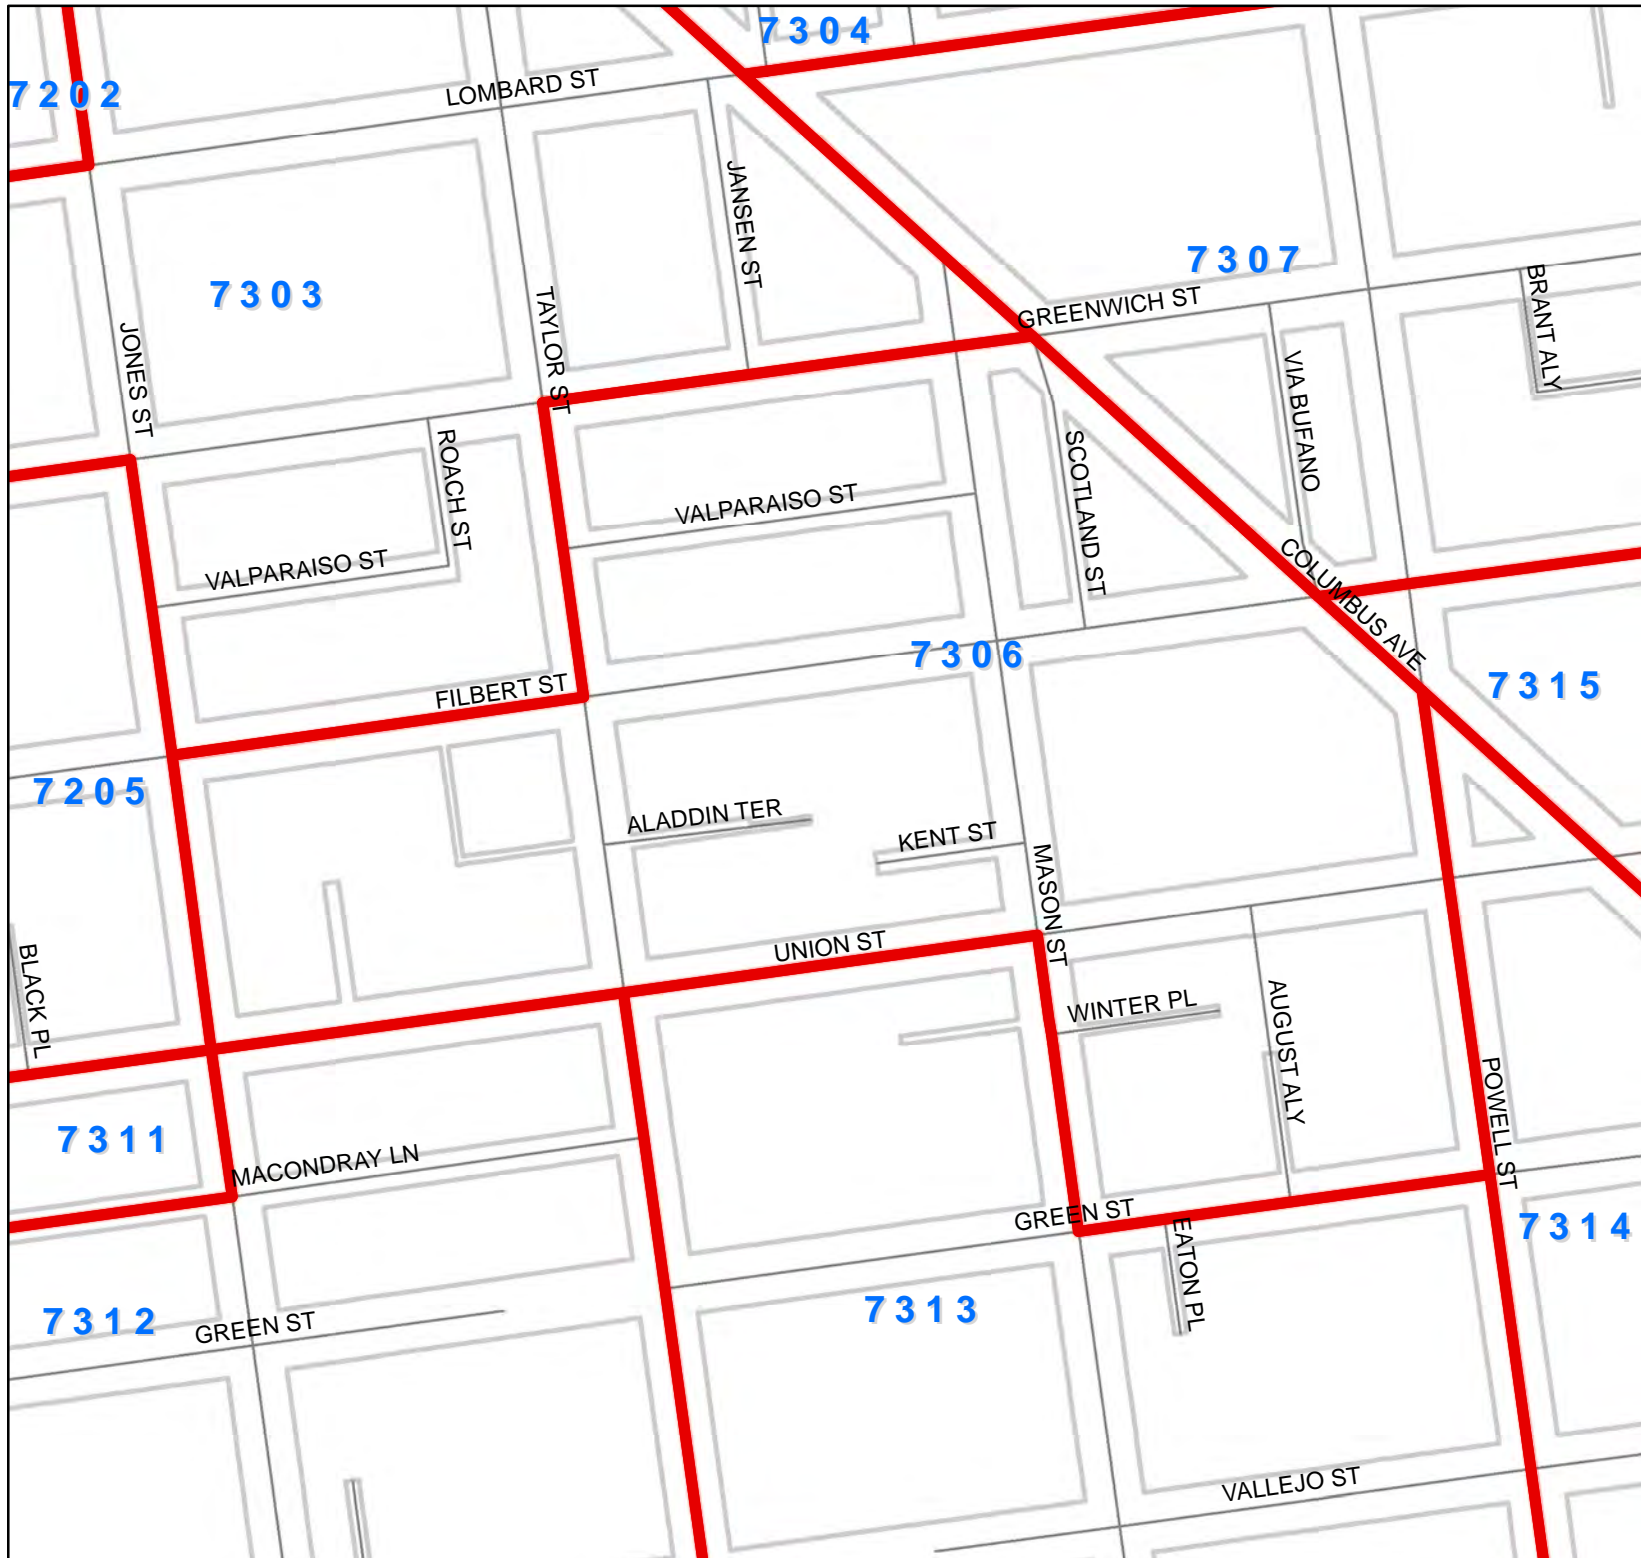 7304
7202
LOMBARD ST
JANSEN ST
7307
BRANT ALY
7303
TAYLOR ST
GREENWICH ST
JONES ST
VIA BUFANO
ROACH ST
SCOTLAND ST
VALPARAISO ST
VALPARAISO ST
COLUMBUS AVE
7306
FILBERT ST
7315
7205
ALADDIN TER
KENT ST
MASON ST
UNION ST
BLACK PL
WINTER PL
AUGUST ALY
POWELL ST
7311
MACONDRAY LN
GREEN ST
EATON PL
7314
7312
GREEN ST
7313
VALLEJO ST